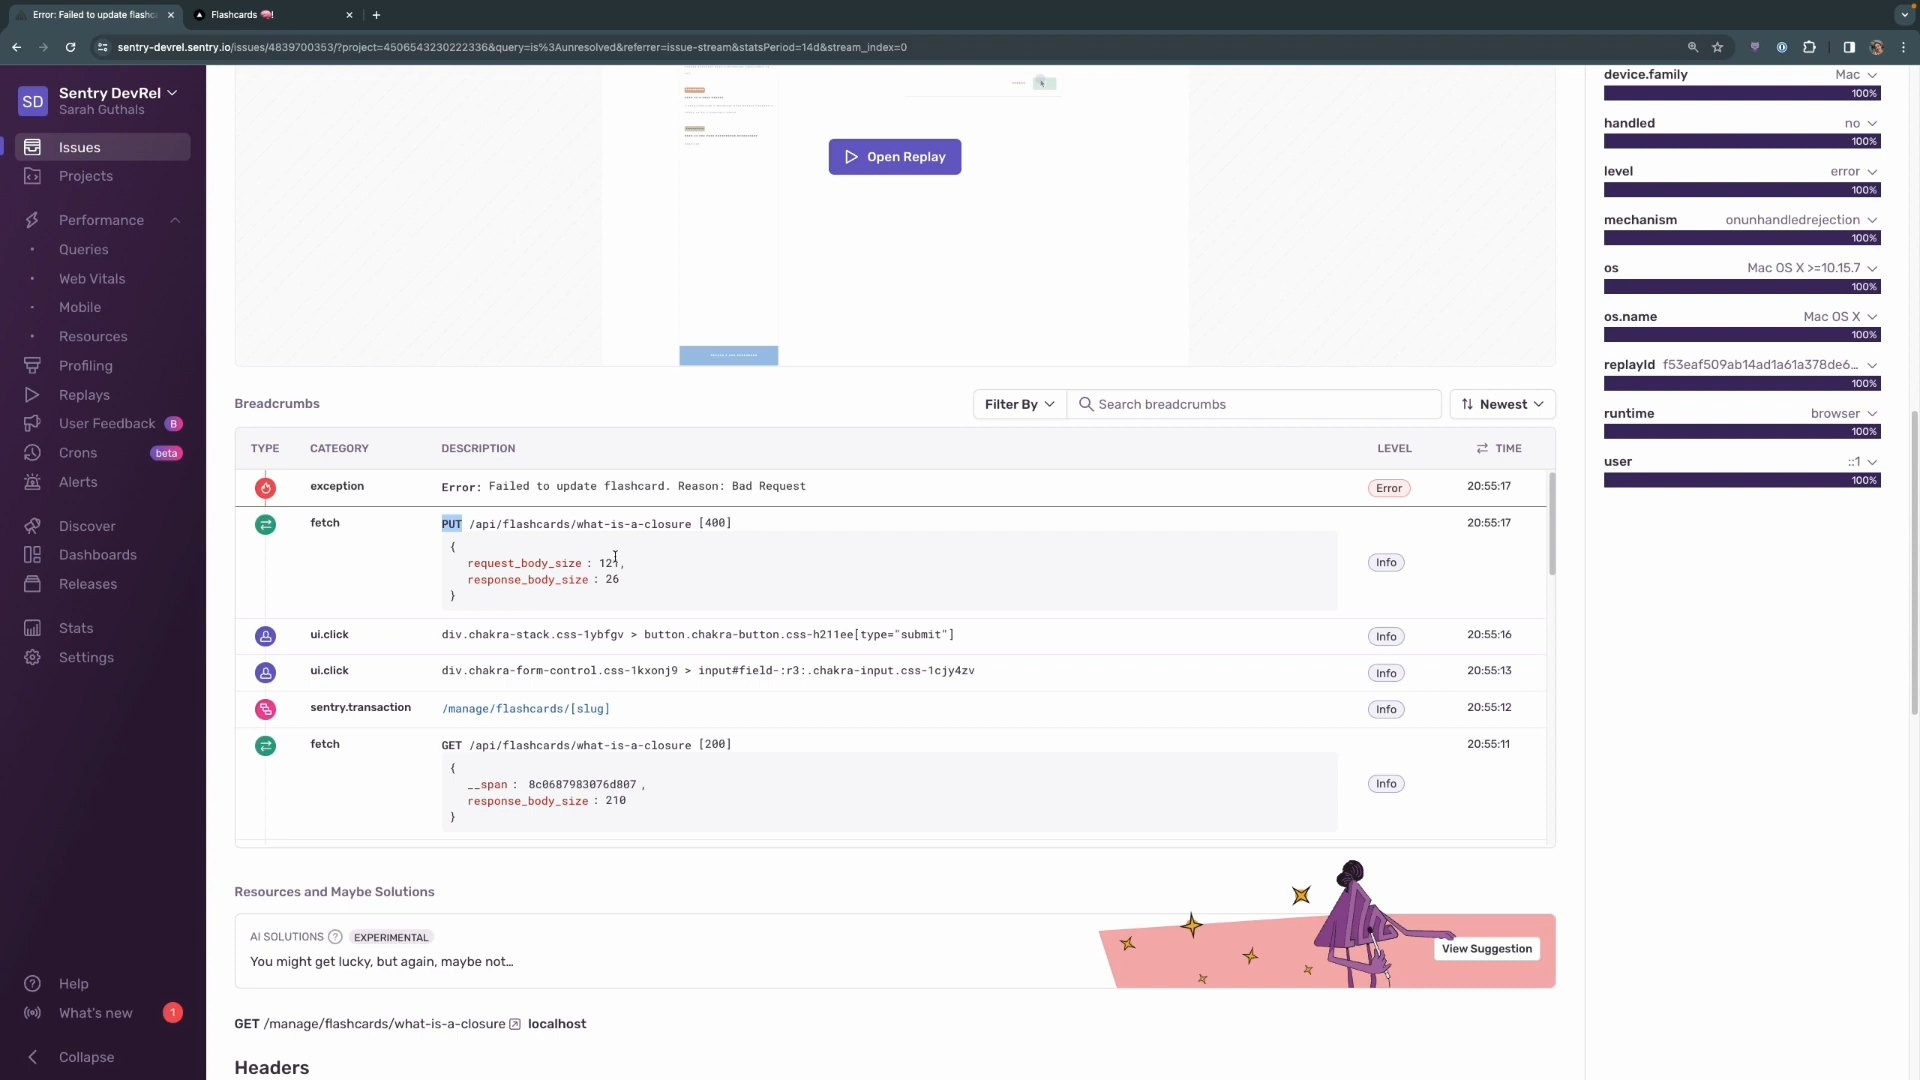 Error: Failed to update flashc
Flashcards
sentry-devrel.sentry.io/issues/4839700353/?project=4506543230222336&query=is%3Aunresolved&referrer=issue-stream&statsPeriod=14d&stream_index=0
SD
Sentry DevRel
Sarah Guthals
Issues
Projects
Performance
Queries
Web Vitals
Mobile
Resources
Profiling
Replays
User Feedback B
Crons beta
Alerts
Discover
Dashboards
Releases
Stats
Settings
Help
What's new 1
Collapse
Open Replay
Breadcrumbs
Filter By
Search breadcrumbs
Newest
TYPE CATEGORY DESCRIPTION LEVEL TIME
exception Error: Failed to update flashcard. Reason: Bad Request Error 20:55:17
fetch PUT /api/flashcards/what-is-a-closure [400] Info 20:55:17
{
request_body_size :
response_body_size : 26
}
ui.click div.chakra-stack.css-1ybfgv > button.chakra-button.css-h211ee[type="submit"] Info 20:55:16
ui.click div.chakra-form-control.css-1kxonj9 > input#field-:r3:.chakra-input.css-1cjy4zv Info 20:55:13
sentry.transaction /manage/flashcards/[slug] Info 20:55:12
fetch GET /api/flashcards/what-is-a-closure [200] Info 20:55:11
{
__span : 8c0687983076d807 ,
response_body_size : 210
}
Resources and Maybe Solutions
AI SOLUTIONS ? EXPERIMENTAL
You might get lucky, but again, maybe not...
View Suggestion
GET /manage/flashcards/what-is-a-closure localhost
Headers
device.family Mac
100%
handled no
100%
level error
100%
mechanism onunhandledrejection
100%
os Mac OS X >=10.15.7
100%
os.name Mac OS X
100%
replayId f53eaf509ab14ad1a61a378de6...
100%
runtime browser
100%
user ::1
100%